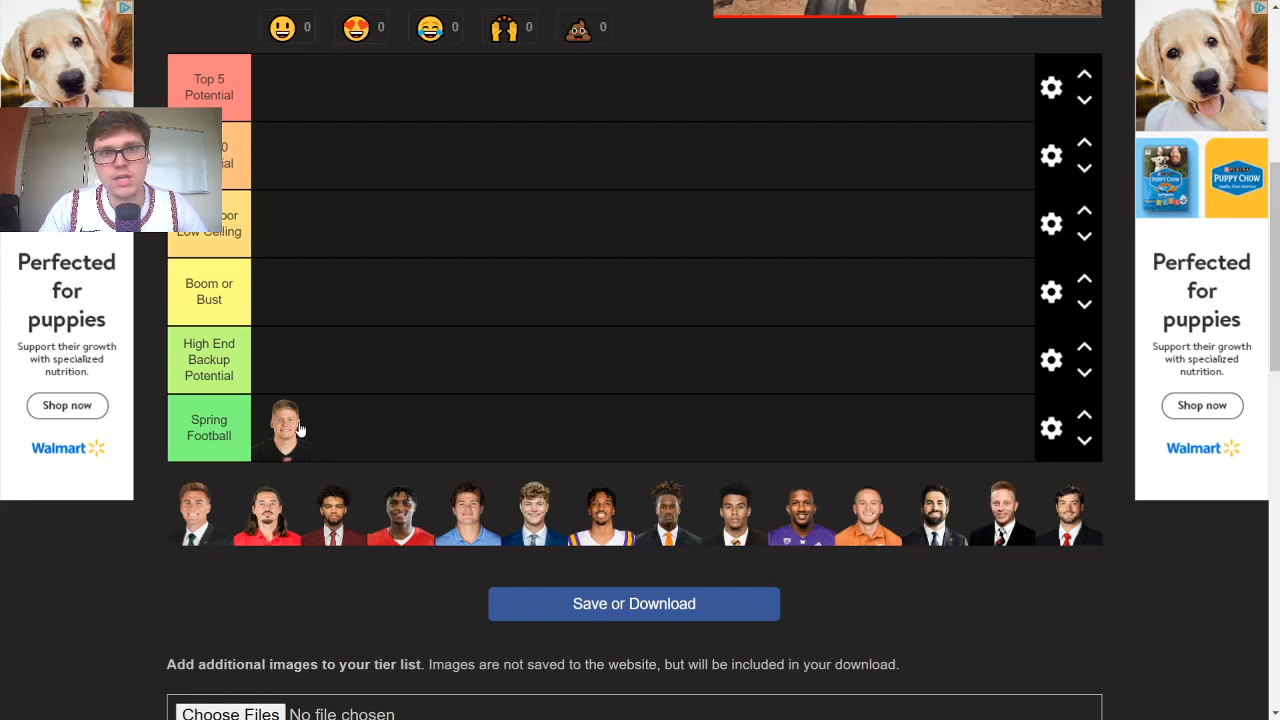 0
0
0
0
0
Top 5
Potential
Low Ceiling
Boom or
Bust
High End
Backup
Potential
Spring
Football
Perfected
for
puppies
Support their growth
with specialized
nutrition.
Shop now
Walmart
PURINA
PUPPY CHOW
PUPPY CHOW
Perfected
for
puppies
Support their growth
with specialized
nutrition.
Shop now
Walmart
Save or Download
Add additional images to your tier list. Images are not saved to the website, but will be included in your download.
Choose Files No file chosen